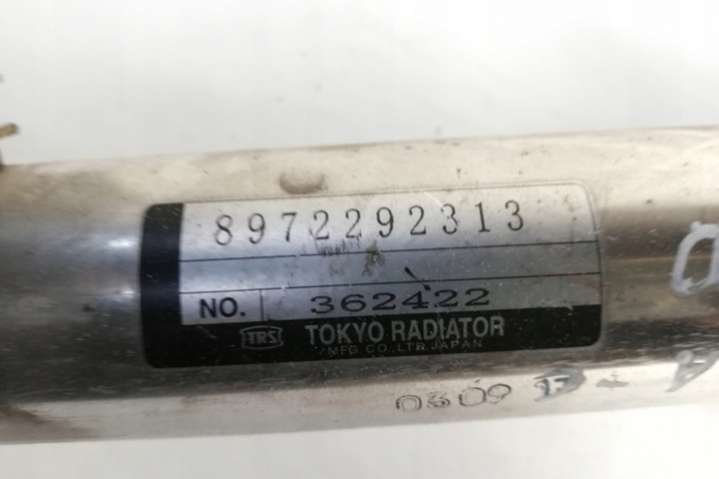 8972292313
NO. 362422
TRS TOKYO RADIATOR
MFG. CO., LTD. JAPAN
0309